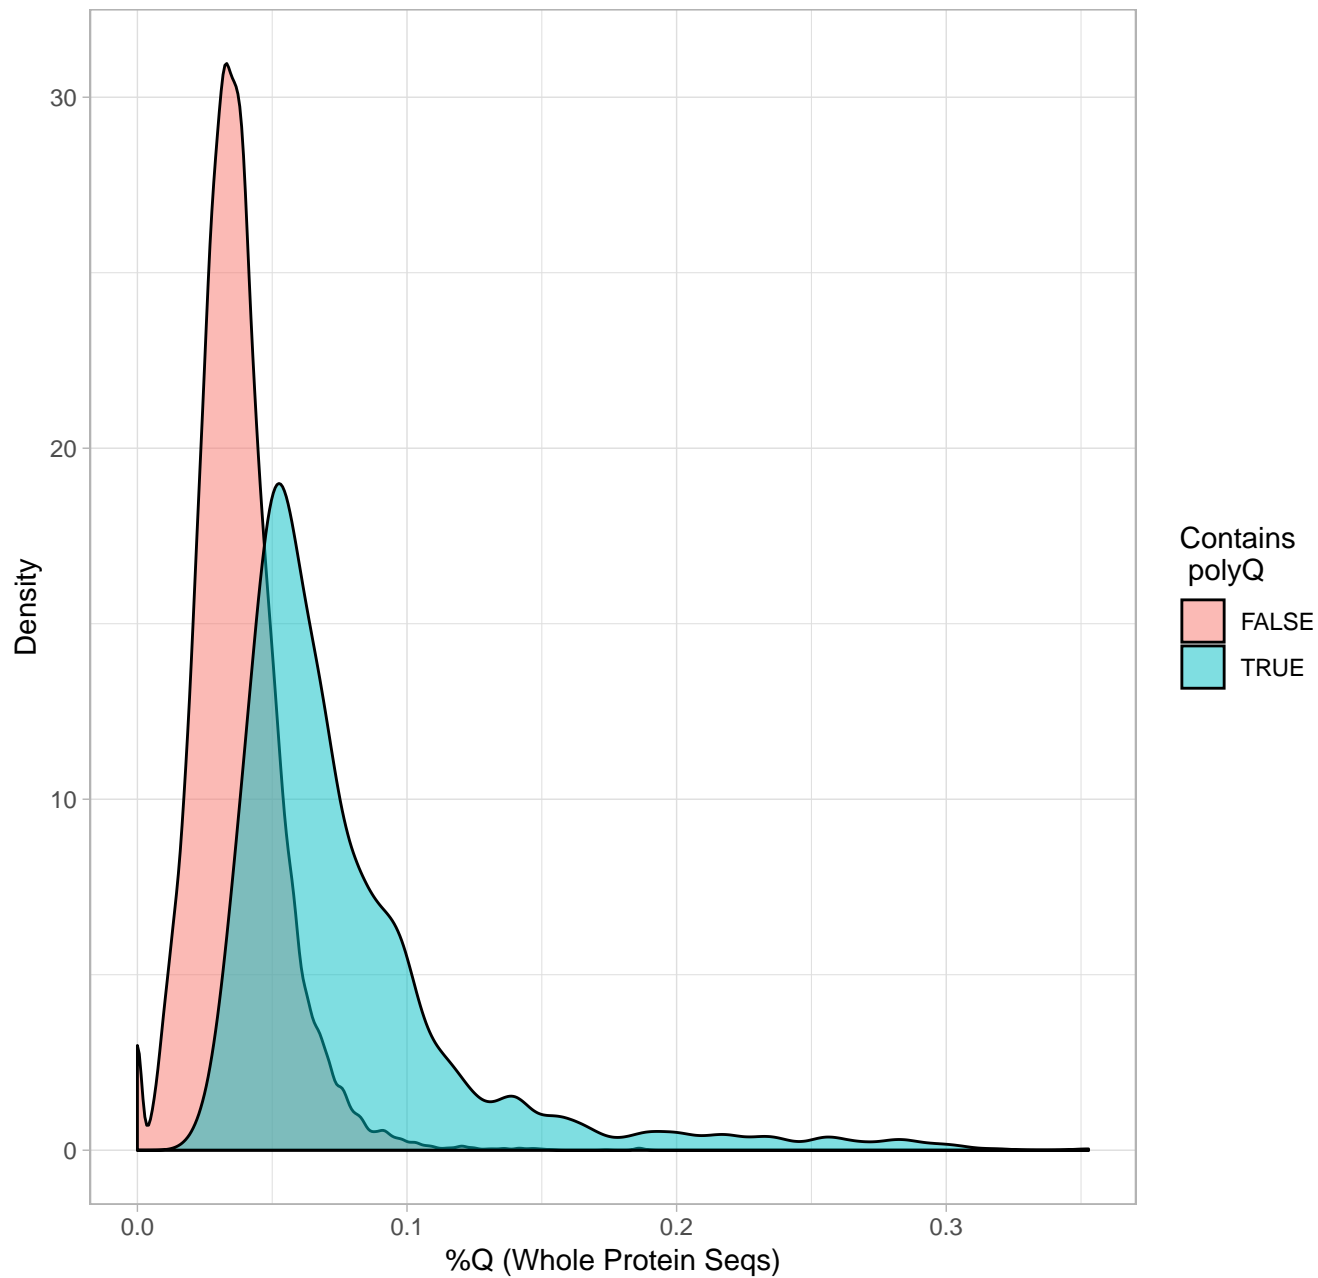 30
20
10
0
Density
0.0
0.1
0.2
0.3
%Q (Whole Protein Seqs)
Contains
polyQ
FALSE
TRUE